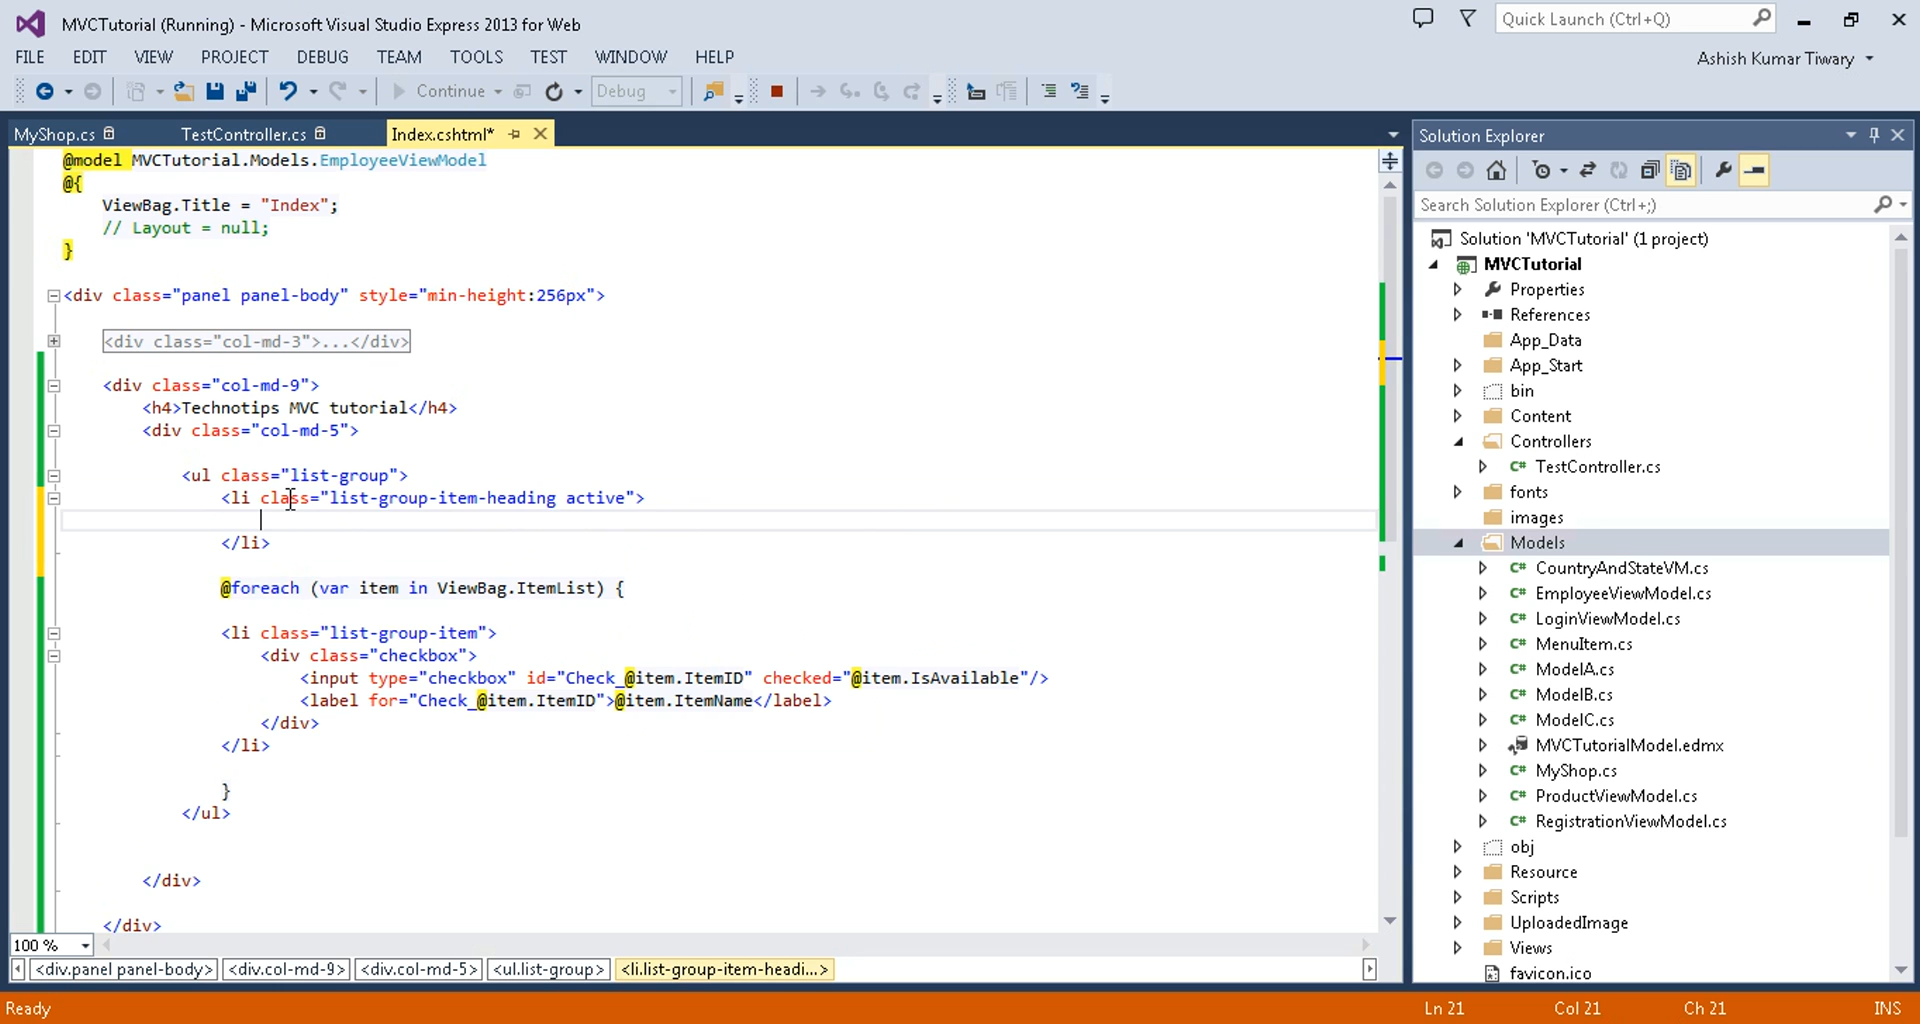 MVCTutorial (Running) - Microsoft Visual Studio Express 2013 for Web
Quick Launch (Ctrl+Q)
FILE EDIT VIEW PROJECT DEBUG TEAM TOOLS TEST WINDOW HELP
Ashish Kumar Tiwary
Continue Debug
MyShop.cs TestController.cs Index.cshtml*
@model MVCTutorial.Models.EmployeeViewModel
@{
ViewBag.Title = "Index";
// Layout = null;
}
<div class="panel panel-body" style="min-height:256px">
<div class="col-md-3">...</div>
<div class="col-md-9">
<h4>Technotips MVC tutorial</h4>
<div class="col-md-5">
<ul class="list-group">
<li class="list-group-item-heading active">
</li>
@foreach (var item in ViewBag.ItemList) {
<li class="list-group-item">
<div class="checkbox">
<input type="checkbox" id="Check_@item.ItemID" checked="@item.IsAvailable"/>
<label for="Check_@item.ItemID">@item.ItemName</label>
</div>
</li>
}
</ul>
</div>
</div>
100 %
<div.panel panel-body> <div.col-md-9> <div.col-md-5> <ul.list-group> <li.list-group-item-headi...>
Solution Explorer
Search Solution Explorer (Ctrl+;)
Solution 'MVCTutorial' (1 project)
MVCTutorial
Properties
References
App_Data
App_Start
bin
Content
Controllers
C# TestController.cs
fonts
images
Models
C# CountryAndStateVM.cs
C# EmployeeViewModel.cs
C# LoginViewModel.cs
C# MenuItem.cs
C# ModelA.cs
C# ModelB.cs
C# ModelC.cs
MVCTutorialModel.edmx
C# MyShop.cs
C# ProductViewModel.cs
C# RegistrationViewModel.cs
obj
Resource
Scripts
UploadedImage
Views
favicon.ico
Ready Ln 21 Col 21 Ch 21 INS